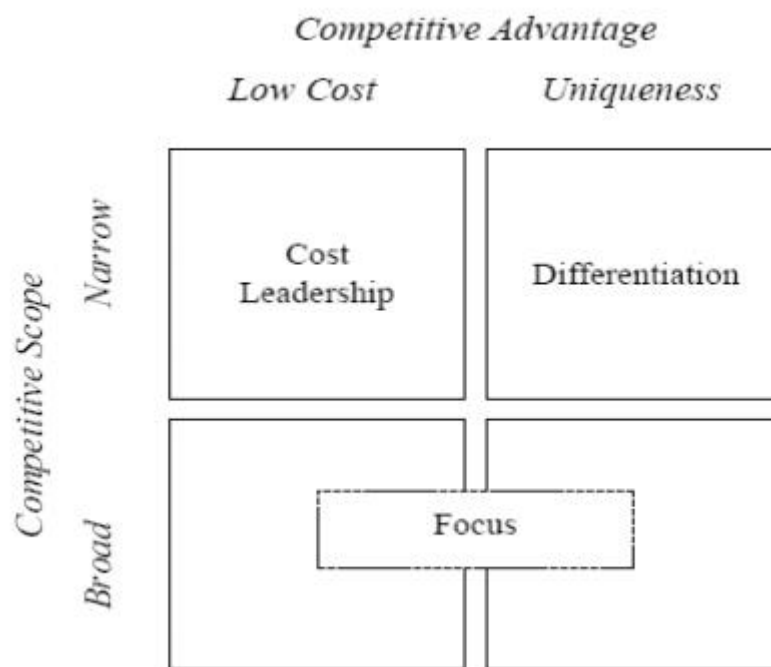 Competitive Advantage
Low Cost
Uniqueness
Competitive Scope
Narrow
Cost
Leadership
Differentiation
Broad
Focus